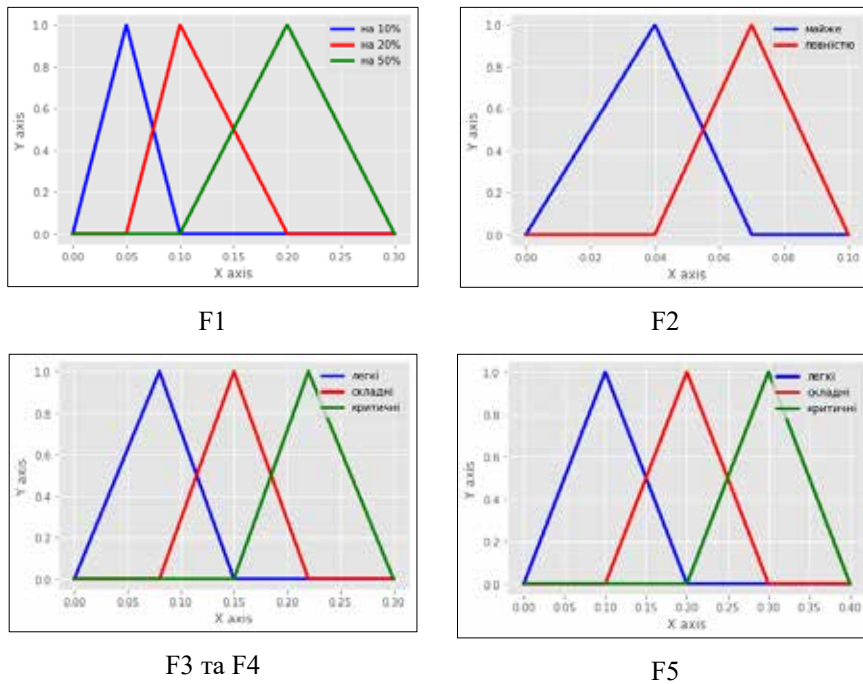 на 10%
на 20%
на 50%
1.0
0.8
0.6
0.4
0.2
0.0
Y axis
0.00 0.05 0.10 0.15 0.20 0.25 0.30
X axis
F1
майже
повністю
1.0
0.8
0.6
0.4
0.2
0.0
Y axis
0.00 0.02 0.04 0.06 0.08 0.10
X axis
F2
легкі
складні
критичні
1.0
0.8
0.6
0.4
0.2
0.0
Y axis
0.00 0.05 0.10 0.15 0.20 0.25 0.30
X axis
F3 та F4
легкі
складні
критичні
1.0
0.8
0.6
0.4
0.2
0.0
Y axis
0.00 0.05 0.10 0.15 0.20 0.25 0.30 0.35 0.40
X axis
F5